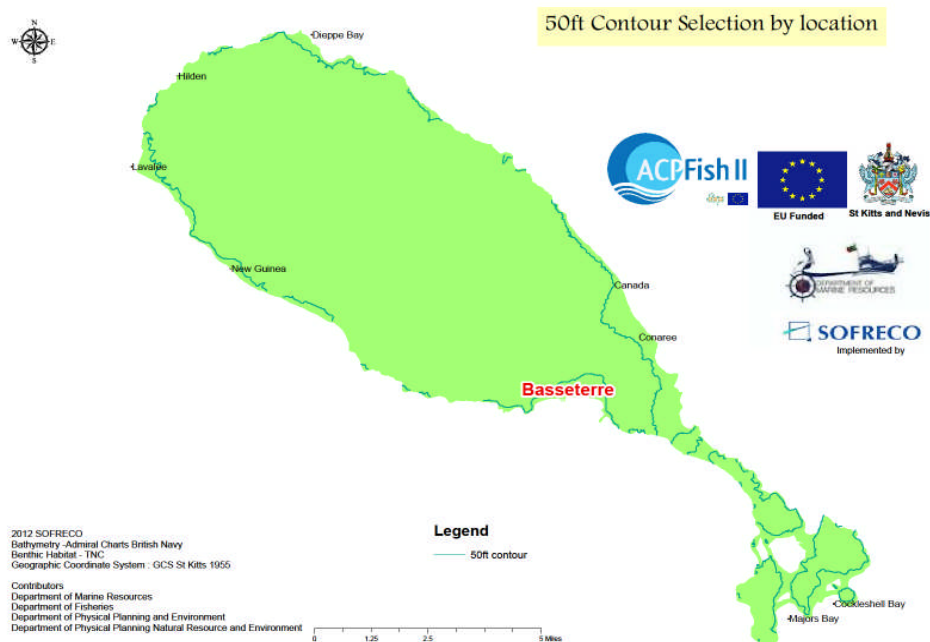 50ft Contour Selection by location
N
W E
S
Dieppe Bay
Hilden
Lavallee
New Guinea
Canada
Conaree
Basseterre
Cockleshell Bay
Majors Bay
ACPFish II
EU Funded
St Kitts and Nevis
DEPARTMENT OF
MARINE RESOURCES
SOFRECO
Implemented by
Legend
50ft contour
2012 SOFRECO
Bathymetry -Admiral Charts British Navy
Benthic Habitat - TNC
Geographic Coordinate System : GCS St Kitts 1955
Contributors
Department of Marine Resources
Department of Fisheries
Department of Physical Planning and Environment
Department of Physical Planning Natural Resource and Environment
0 1.25 2.5 5 Miles